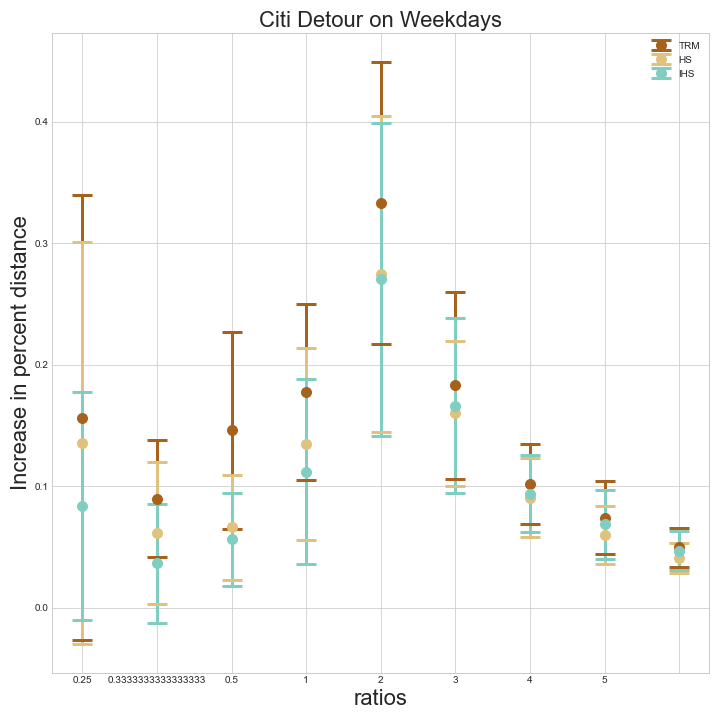 Citi Detour on Weekdays
TRM
HS
IHS
0.4
0.3
0.2
0.1
0.0
Increase in percent distance
0.25 0.3333333333333333 0.5 1 2 3 4 5
ratios